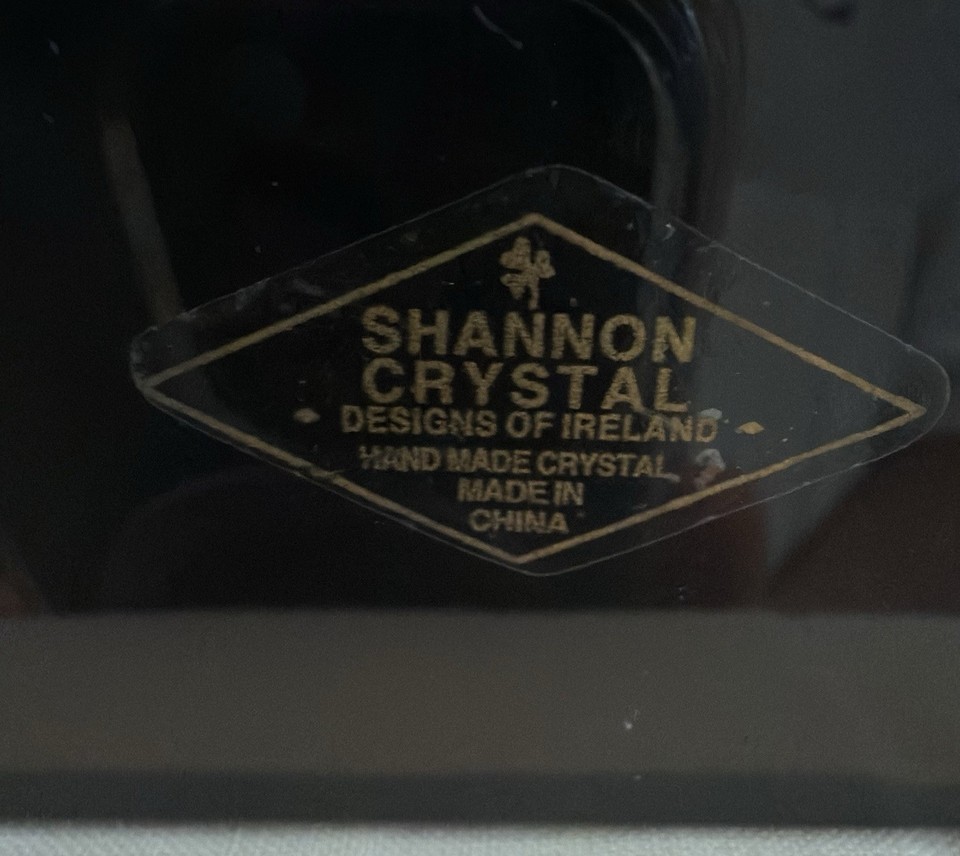 SHANNON
CRYSTAL
DESIGNS OF IRELAND
HAND MADE CRYSTAL
MADE IN
CHINA